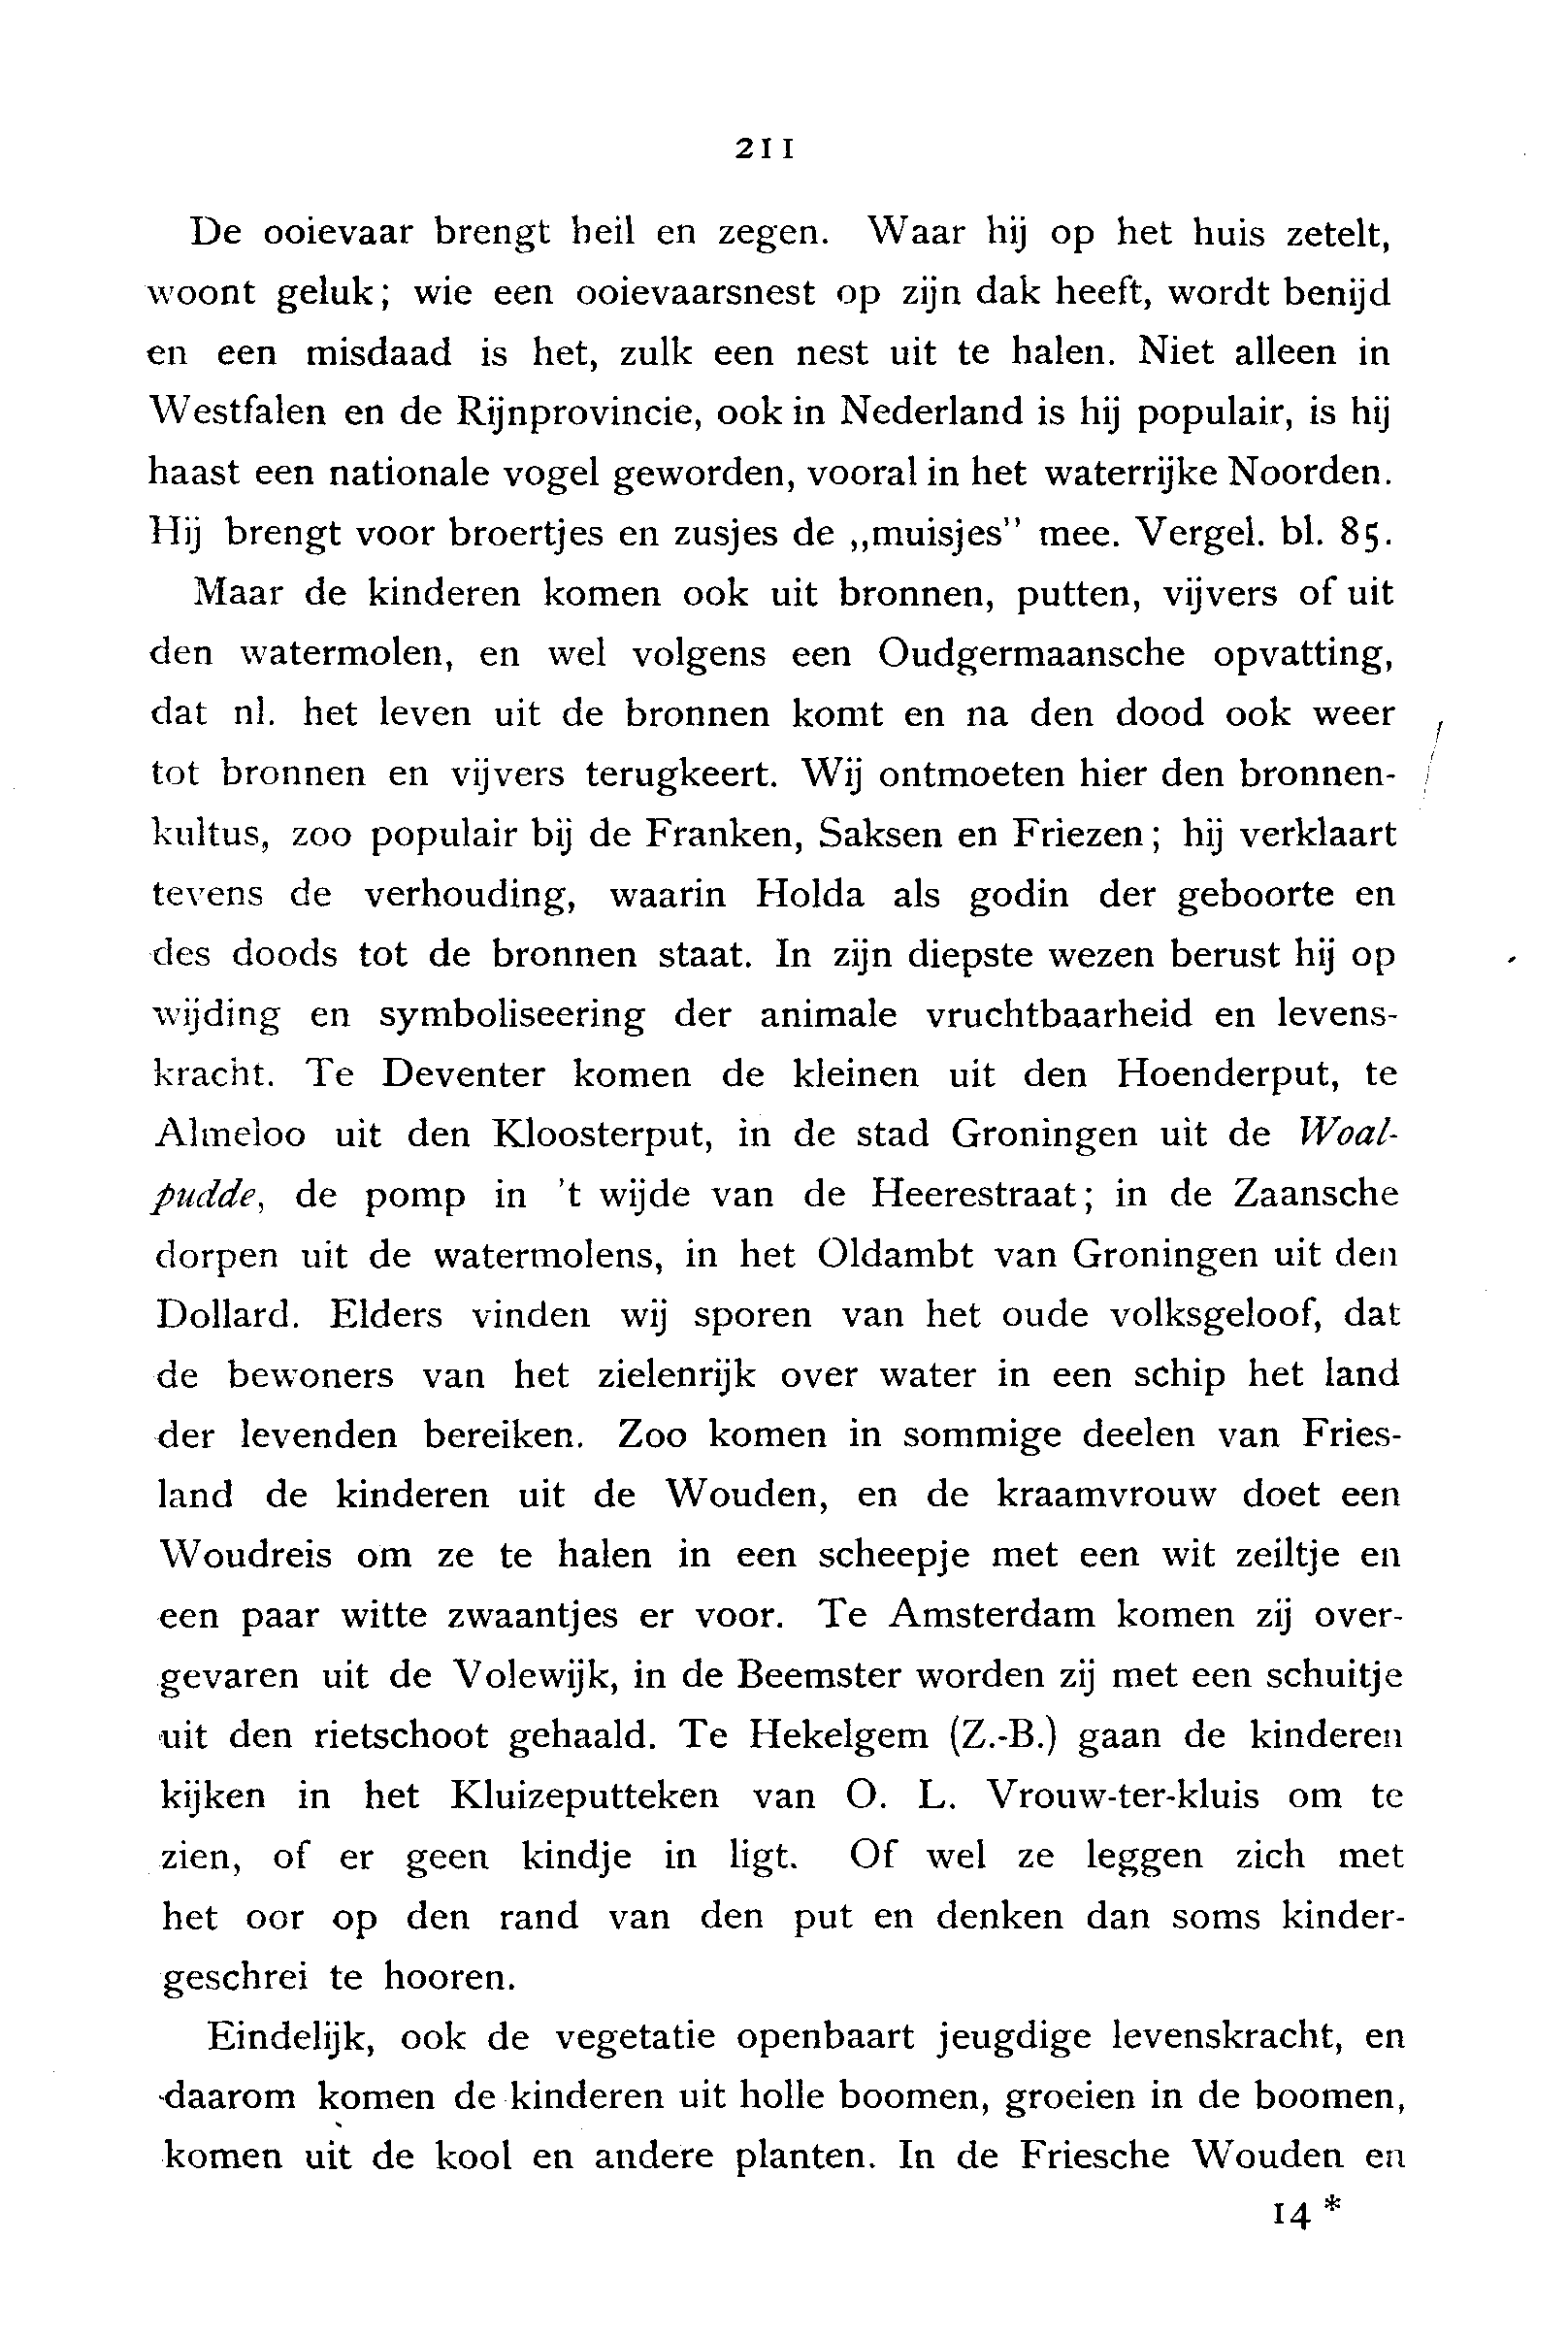 211
De ooievaar brengt heil en zegen. Waar hij op het huis zetelt,
woont geluk; wie een ooievaarsnest op zijn dak heeft, wordt benijd
en een misdaad is het, zulk een nest uit te halen. Niet alleen in
Westfalen en de Rijnprovincie, ook in Nederland is hij populair, is hij
haast een nationale vogel geworden, vooral in het waterrijke Noorden.
Hij brengt voor broertjes en zusjes de „muisjes” mee. Vergel. bl. 85.
Maar de kinderen komen ook uit bronnen, putten, vijvers of uit
den watermolen, en wel volgens een Oudgermaansche opvatting,
dat nl. het leven uit de bronnen komt en na den dood ook weer
tot bronnen en vijvers terugkeert. Wij ontmoeten hier den bronnen-
kultus, zoo populair bij de Franken, Saksen en Friezen; hij verklaart
tevens de verhouding, waarin Holda als godin der geboorte en
des doods tot de bronnen staat. In zijn diepste wezen berust hij op
wijding en symboliseering der animale vruchtbaarheid en levens-
kracht. Te Deventer komen de kleinen uit den Hoenderput, te
Almeloo uit den Kloosterput, in de stad Groningen uit de Woal-
pudde, de pomp in 't wijde van de Heerestraat; in de Zaansche
dorpen uit de watermolens, in het Oldambt van Groningen uit den
Dollard. Elders vinden wij sporen van het oude volksgeloof, dat
de bewoners van het zielenrijk over water in een schip het land
der levenden bereiken. Zoo komen in sommige deelen van Fries-
land de kinderen uit de Wouden, en de kraamvrouw doet een
Woudreis om ze te halen in een scheepje met een wit zeiltje en
een paar witte zwaantjes er voor. Te Amsterdam komen zij over-
gevaren uit de Volewijk, in de Beemster worden zij met een schuitje
uit den rietschoot gehaald. Te Hekelgem (Z.-B.) gaan de kinderen
kijken in het Kluizeputteken van O. L. Vrouw-ter-kluis om te
zien, of er geen kindje in ligt. Of wel ze leggen zich met
het oor op den rand van den put en denken dan soms kinder-
geschrei te hooren.
Eindelijk, ook de vegetatie openbaart jeugdige levenskracht, en
daarom komen de kinderen uit holle boomen, groeien in de boomen,
komen uit de kool en andere planten. In de Friesche Wouden en
14 *